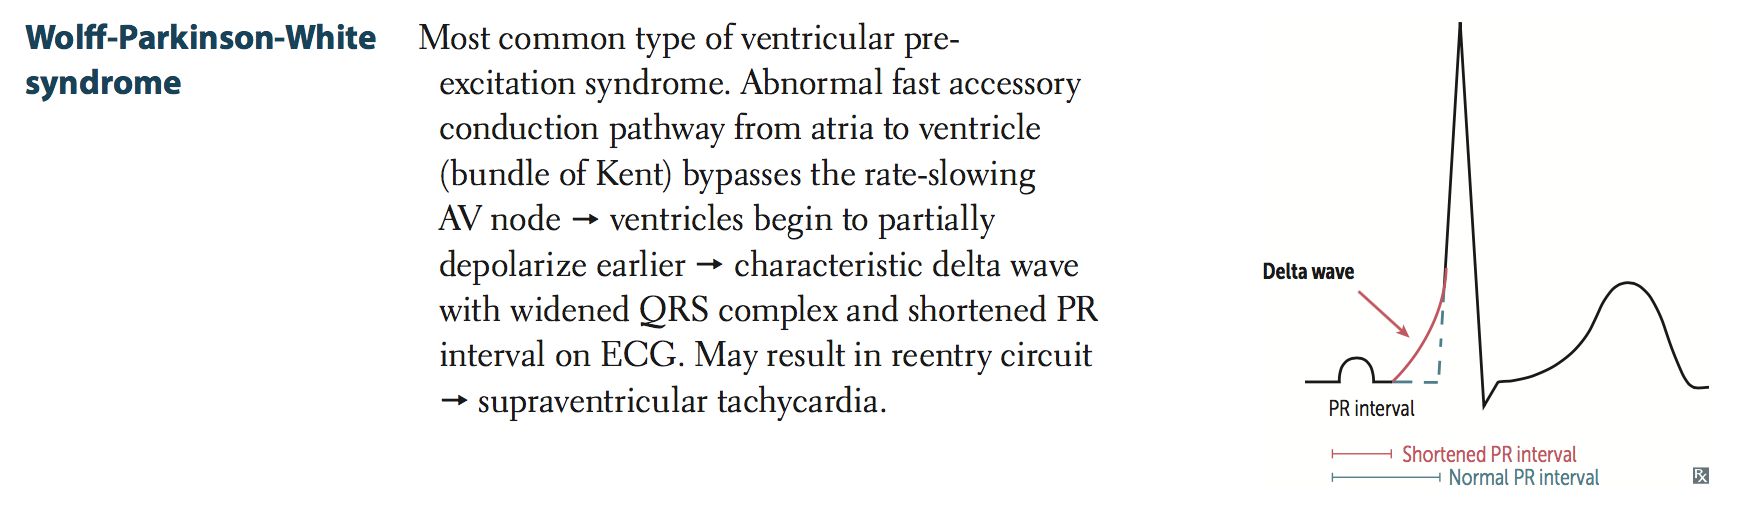 Wolff-Parkinson-White
syndrome
Most common type of ventricular pre-
excitation syndrome. Abnormal fast accessory
conduction pathway from atria to ventricle
(bundle of Kent) bypasses the rate-slowing
AV node → ventricles begin to partially
depolarize earlier → characteristic delta wave
with widened QRS complex and shortened PR
interval on ECG. May result in reentry circuit
→ supraventricular tachycardia.
Delta wave
PR interval
Shortened PR interval
Normal PR interval
Rx